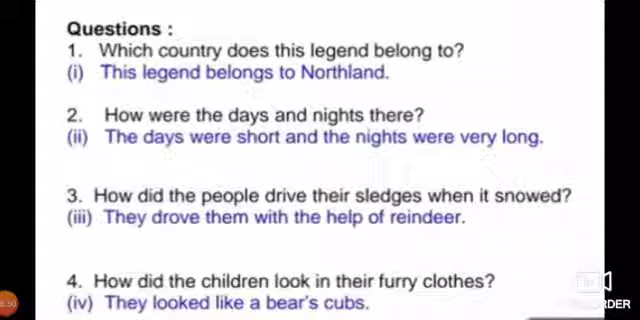 Questions :
1. Which country does this legend belong to?
(i) This legend belongs to Northland.
2. How were the days and nights there?
(ii) The days were short and the nights were very long.
3. How did the people drive their sledges when it snowed?
(iii) They drove them with the help of reindeer.
4. How did the children look in their furry clothes?
(iv) They looked like a bear's cubs.